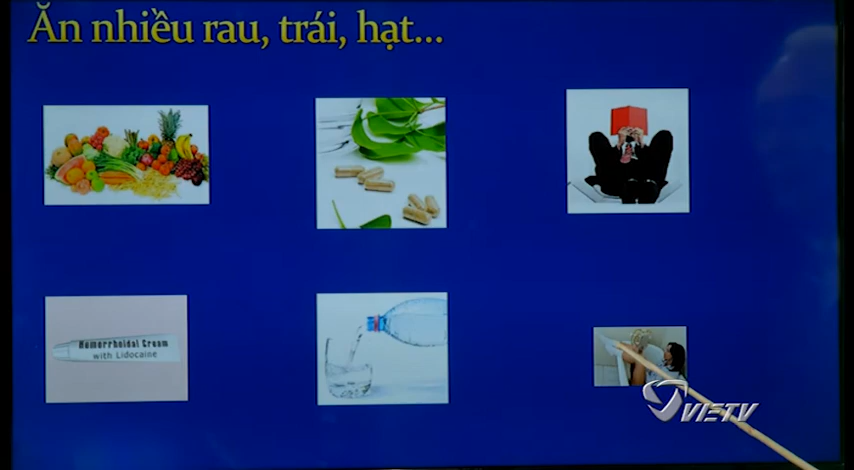 Ăn nhiều rau, trái, hạt...
Hemorrhoidal Cream
with Lidocaine
VIETV